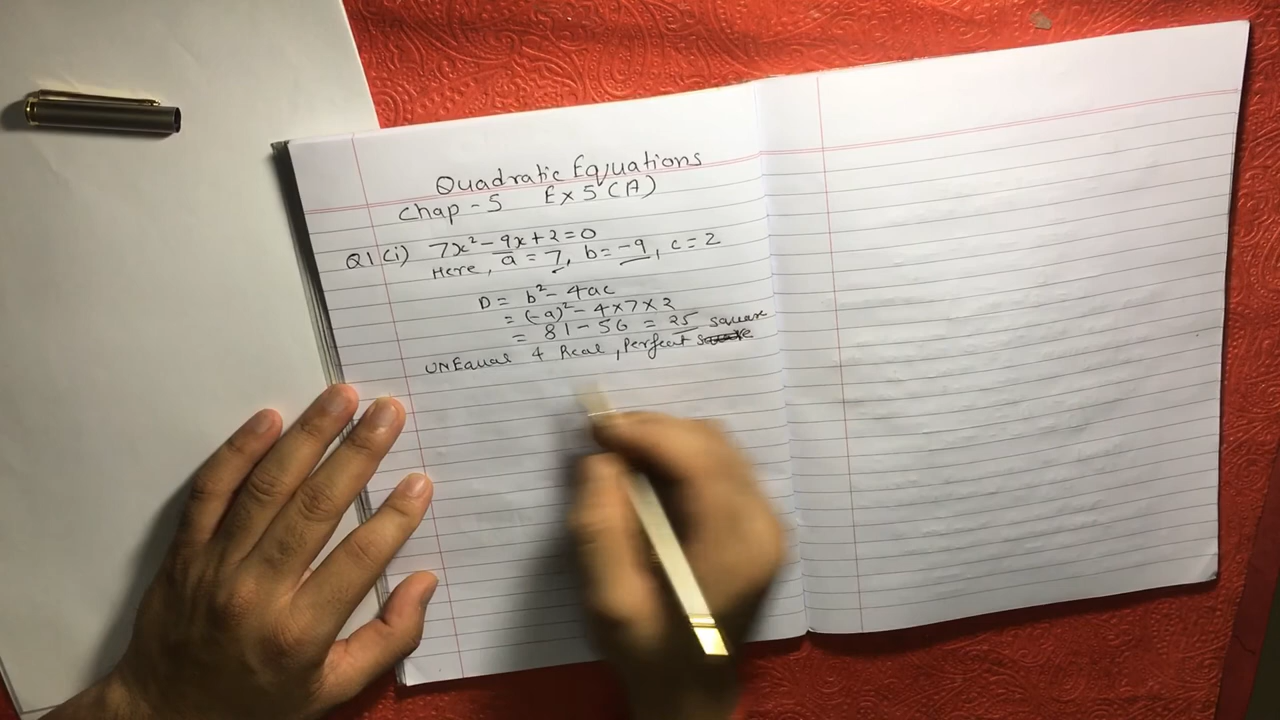 Quadratic Equations
Chap - 5 Ex 5 (A)
Q1(i) 7x² - 9x + 2 = 0
Here, a = 7, b = -9, c = 2
D = b² - 4ac
= (-9)² - 4×7×2
= 81 - 56 = 25
UNEqual & Real, Perfect square